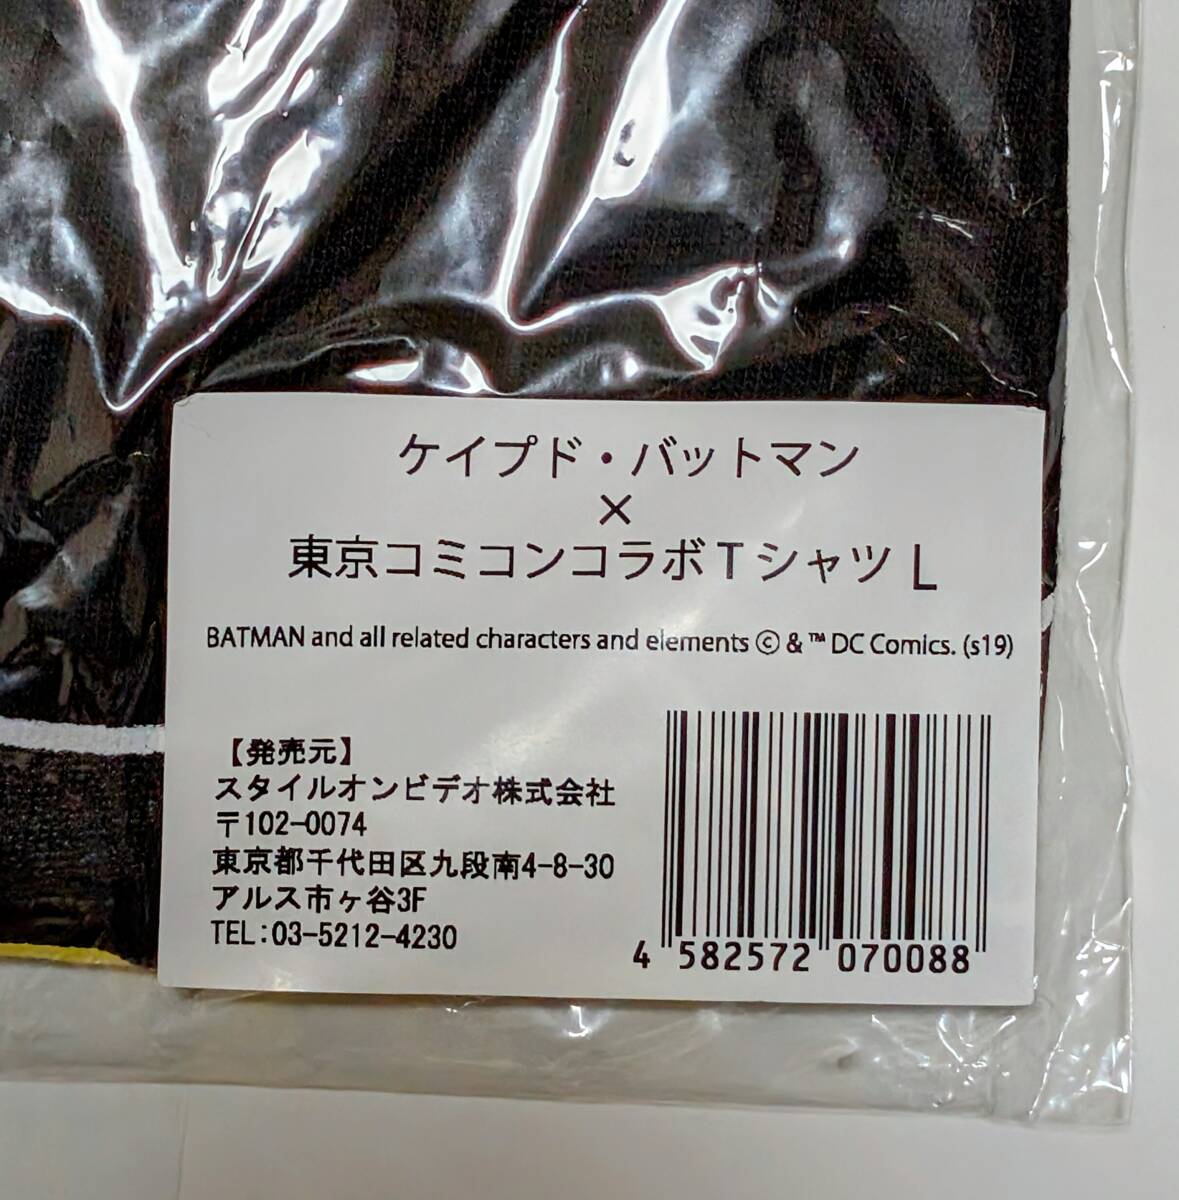 ケイプド・バットマン
×
東京コミコンコラボTシャツ L
BATMAN and all related characters and elements © & ™ DC Comics. (s19)
【発売元】
スタイルオンビデオ株式会社
〒102-0074
東京都千代田区九段南4-8-30
アルス市ヶ谷3F
TEL:03-5212-4230
4 582572 070088